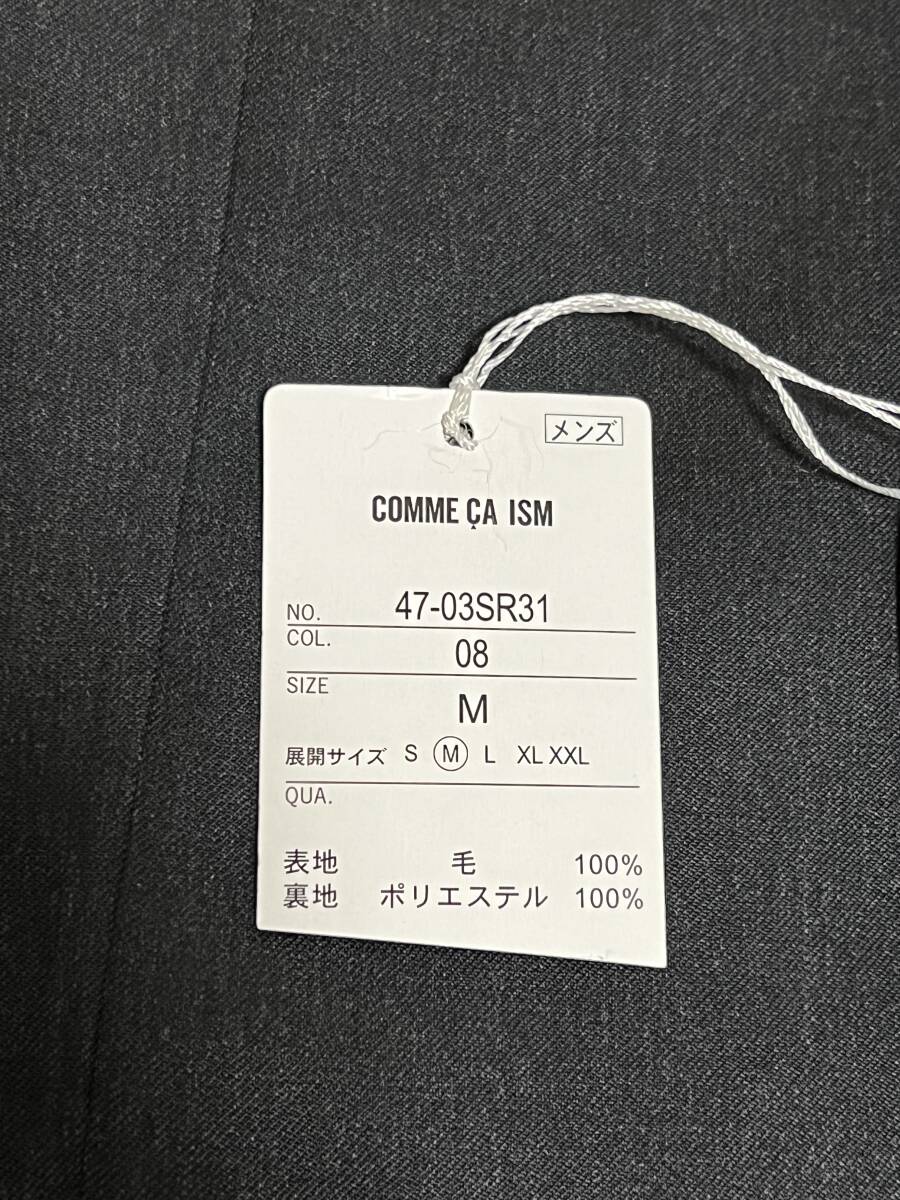 メンズ
COMME ÇA ISM
NO. 47-03SR31
COL. 08
SIZE M
展開サイズ S M L XL XXL
QUA.
表地 毛 100%
裏地 ポリエステル 100%